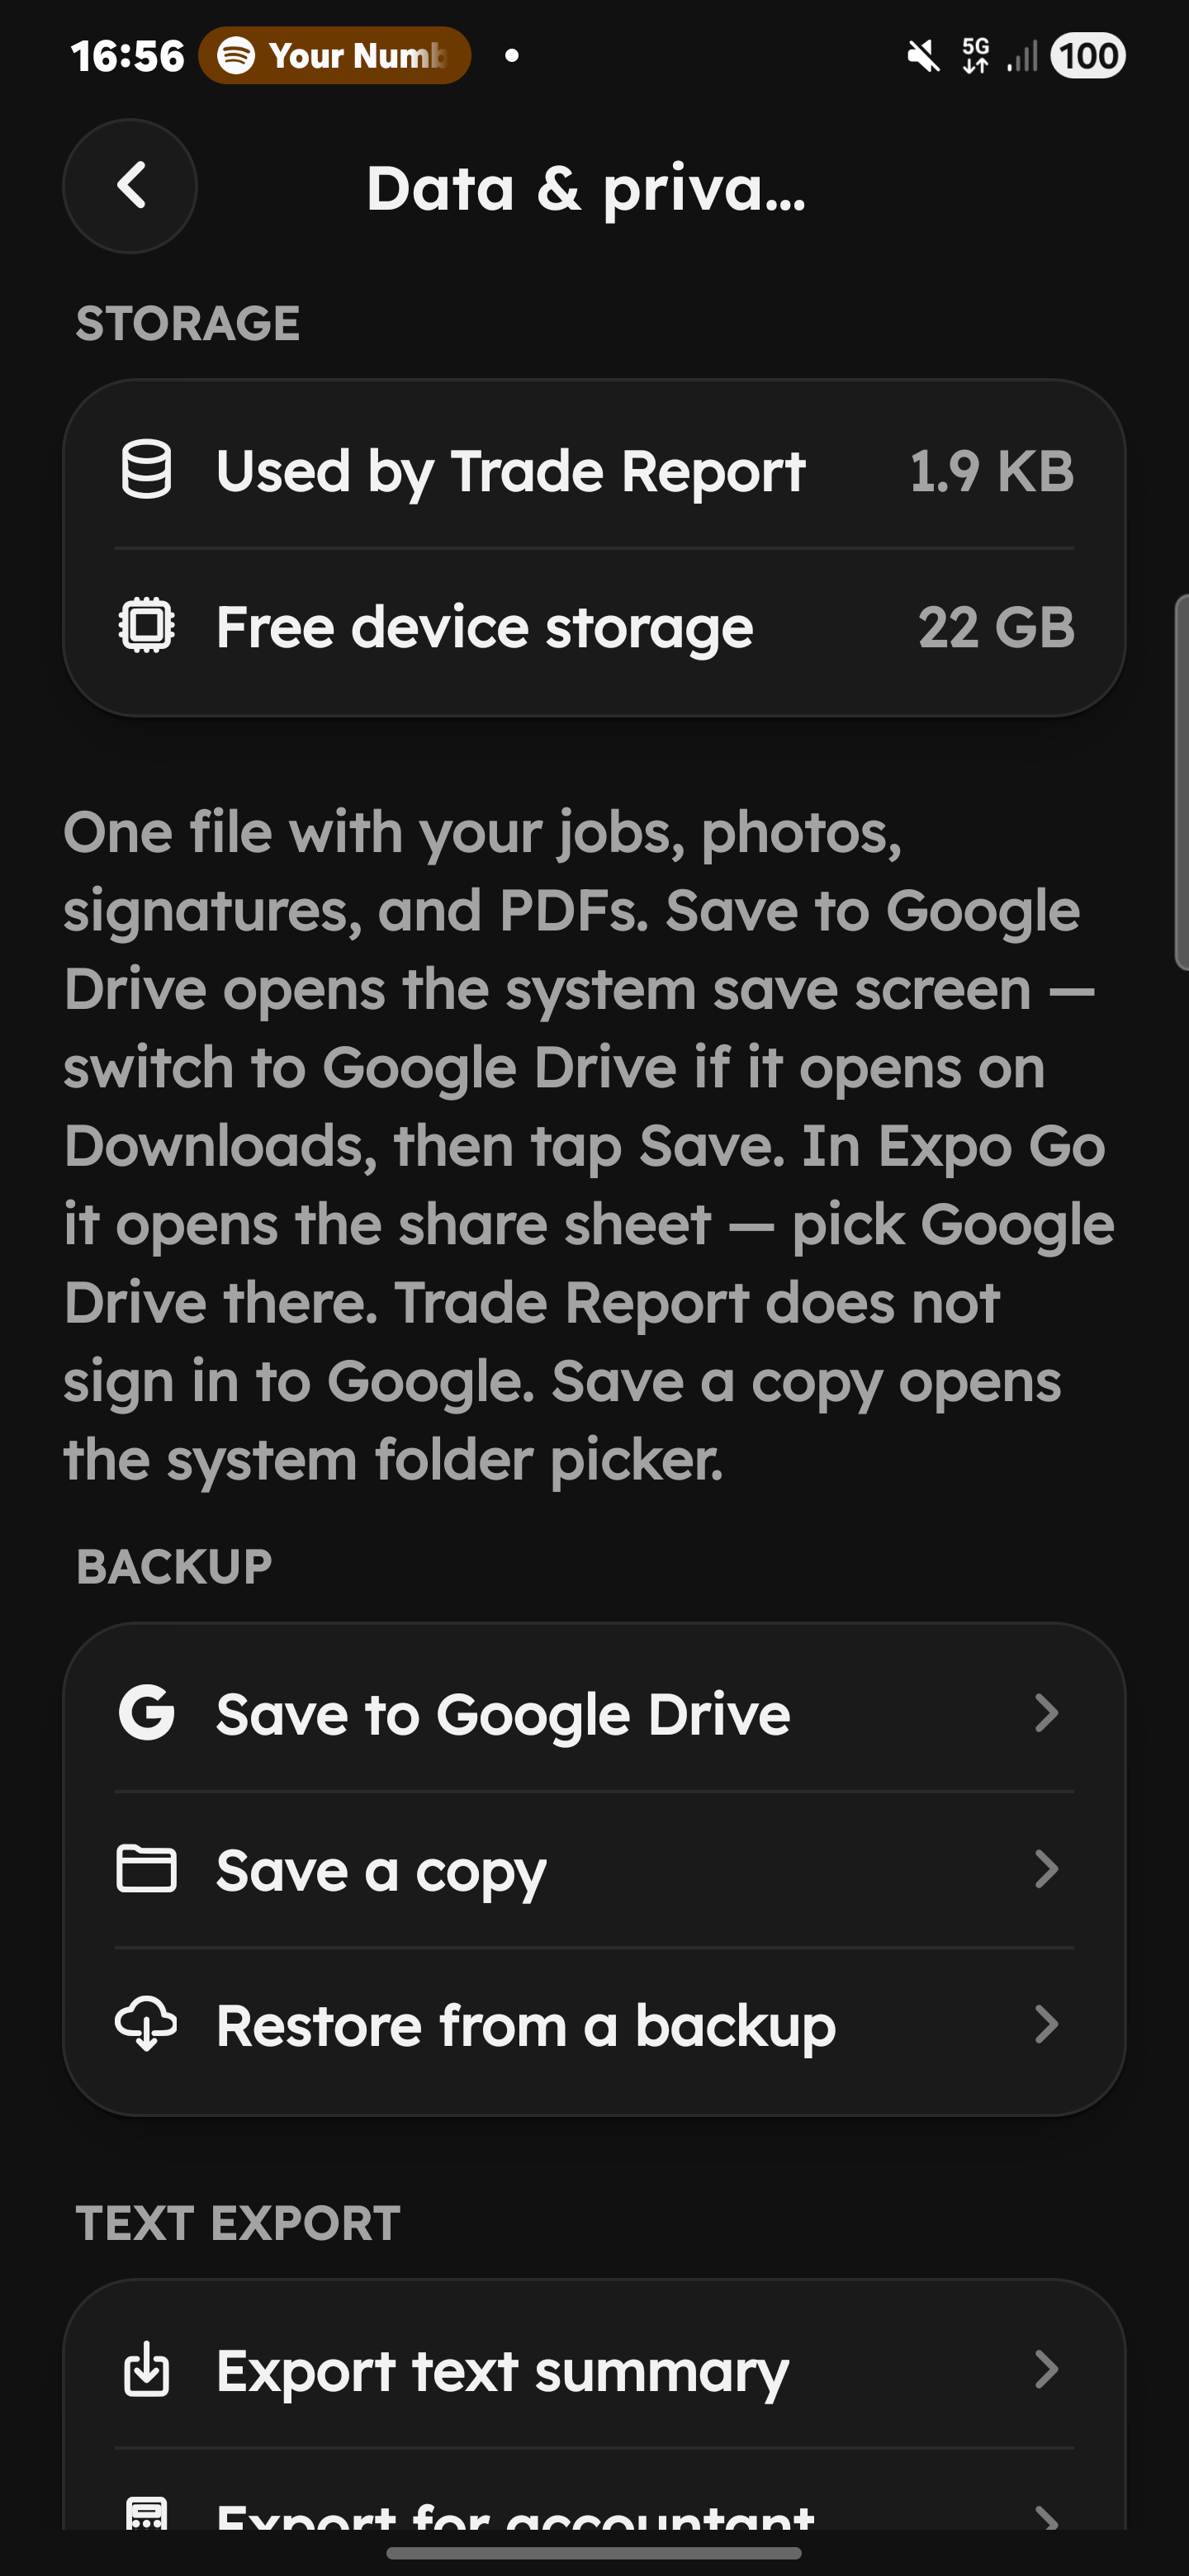 16:56 Your Numb 5G 100
Data & priva...
STORAGE
Used by Trade Report 1.9 KB
Free device storage 22 GB
One file with your jobs, photos,
signatures, and PDFs. Save to Google
Drive opens the system save screen —
switch to Google Drive if it opens on
Downloads, then tap Save. In Expo Go
it opens the share sheet — pick Google
Drive there. Trade Report does not
sign in to Google. Save a copy opens
the system folder picker.
BACKUP
Save to Google Drive
Save a copy
Restore from a backup
TEXT EXPORT
Export text summary
Export for accountant